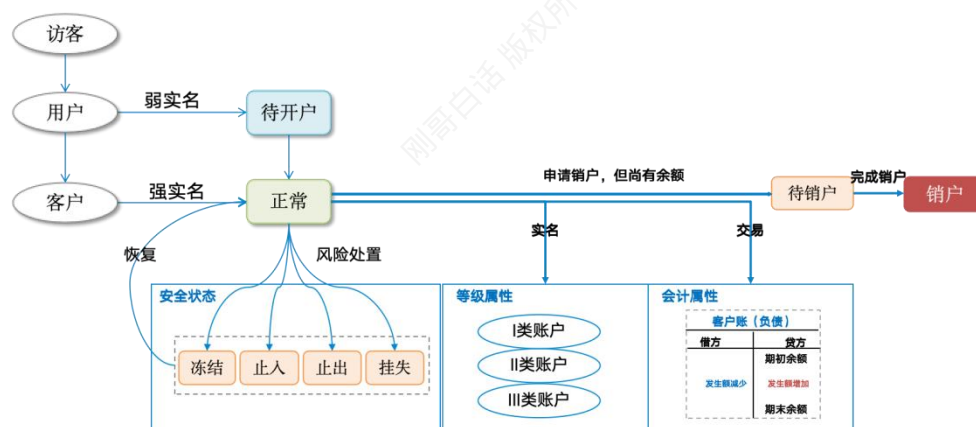 访客
用户
弱实名
待开户
客户
强实名
正常
申请销户，但尚有余额
待销户
完成销户
销户
恢复
风险处置
实名
交易
安全状态
冻结
止入
止出
挂失
等级属性
I类账户
II类账户
III类账户
会计属性
客户账（负债）
借方
贷方
期初余额
发生额减少
发生额增加
期末余额
刚哥白话 版权所